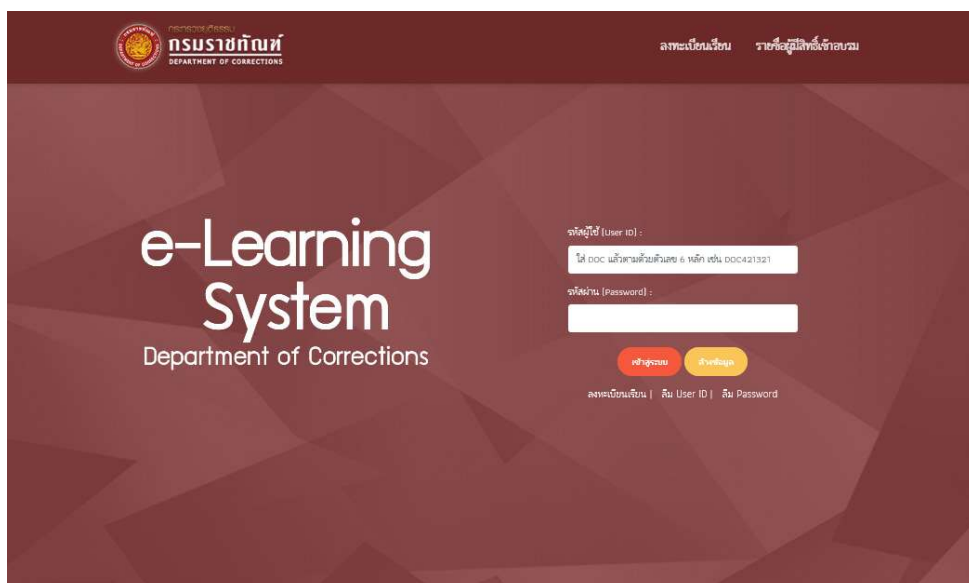 กระทรวงยุติธรรม
กรมราชทัณฑ์
DEPARTMENT OF CORRECTIONS
ลงทะเบียนเรียน รายชื่อผู้มีสิทธิ์เข้าอบรม
e-Learning
System
Department of Corrections
รหัสผู้ใช้ [User ID] :
ใส่ DOC แล้วตามด้วยตัวเลข 6 หลัก เช่น DOC421321
รหัสผ่าน [Password] :
เข้าสู่ระบบ ล้างข้อมูล
ลงทะเบียนเรียน | ลืม User ID | ลืม Password